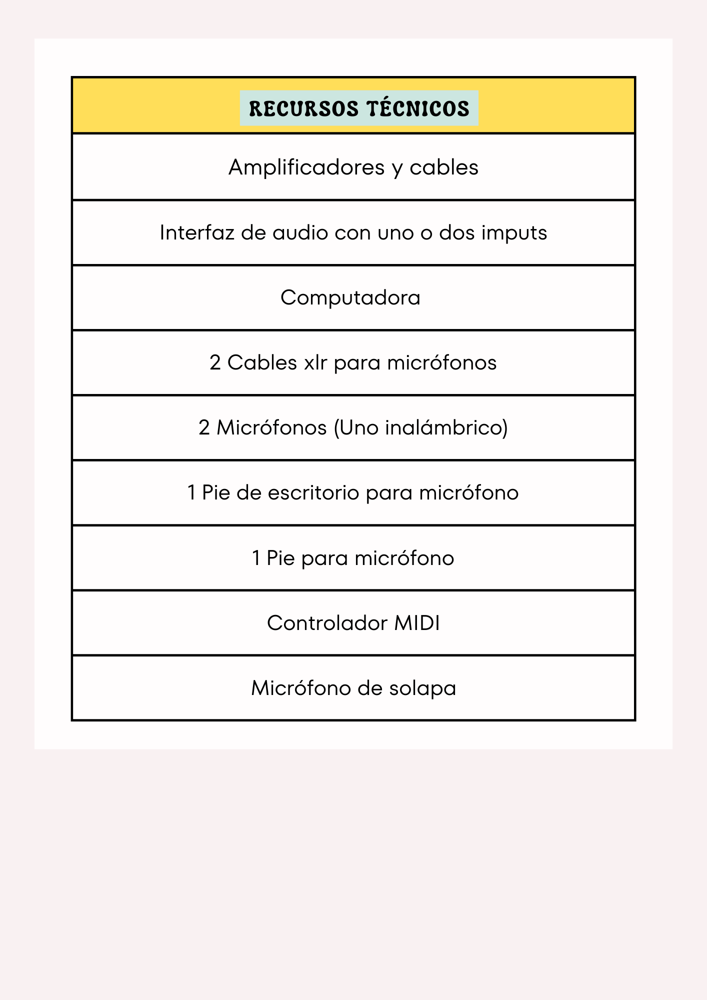 RECURSOS TÉCNICOS
Amplificadores y cables
Interfaz de audio con uno o dos imputs
Computadora
2 Cables xlr para micrófonos
2 Micrófonos (Uno inalámbrico)
1 Pie de escritorio para micrófono
1 Pie para micrófono
Controlador MIDI
Micrófono de solapa